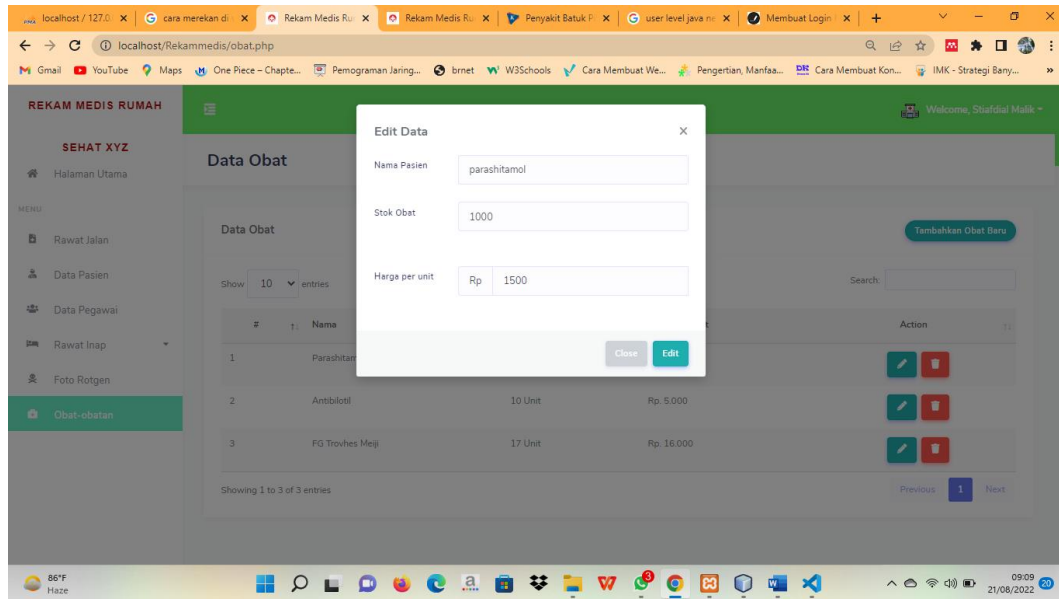 localhost / 127.0.
cara merekan di
Rekam Medis Ru
Rekam Medis Ru
Penyakit Batuk P
user level java ne
Membuat Login
localhost/Rekammedis/obat.php
Gmail YouTube Maps One Piece – Chapte... Pemograman Jaring... brnet W3Schools Cara Membuat We... Pengertian, Manfaa... Cara Membuat Kon... IMK - Strategi Bany... »
REKAM MEDIS RUMAH
SEHAT XYZ
Welcome, Stiafdial Malik
Halaman Utama
MENU
Rawat Jalan
Data Pasien
Data Pegawai
Rawat Inap
Foto Rotgen
Obat-obatan
Data Obat
Data Obat
Tambahkan Obat Baru
Show 10 entries
Search:
# Nama Action
1 Parashitam
2 Antibilotil 10 Unit Rp. 5.000
3 FG Trovhes Meiji 17 Unit Rp. 16.000
Showing 1 to 3 of 3 entries
Previous 1 Next
Edit Data
Nama Pasien parashitamol
Stok Obat 1000
Harga per unit Rp 1500
Close Edit
86°F
Haze
3
09:09
21/08/2022
20